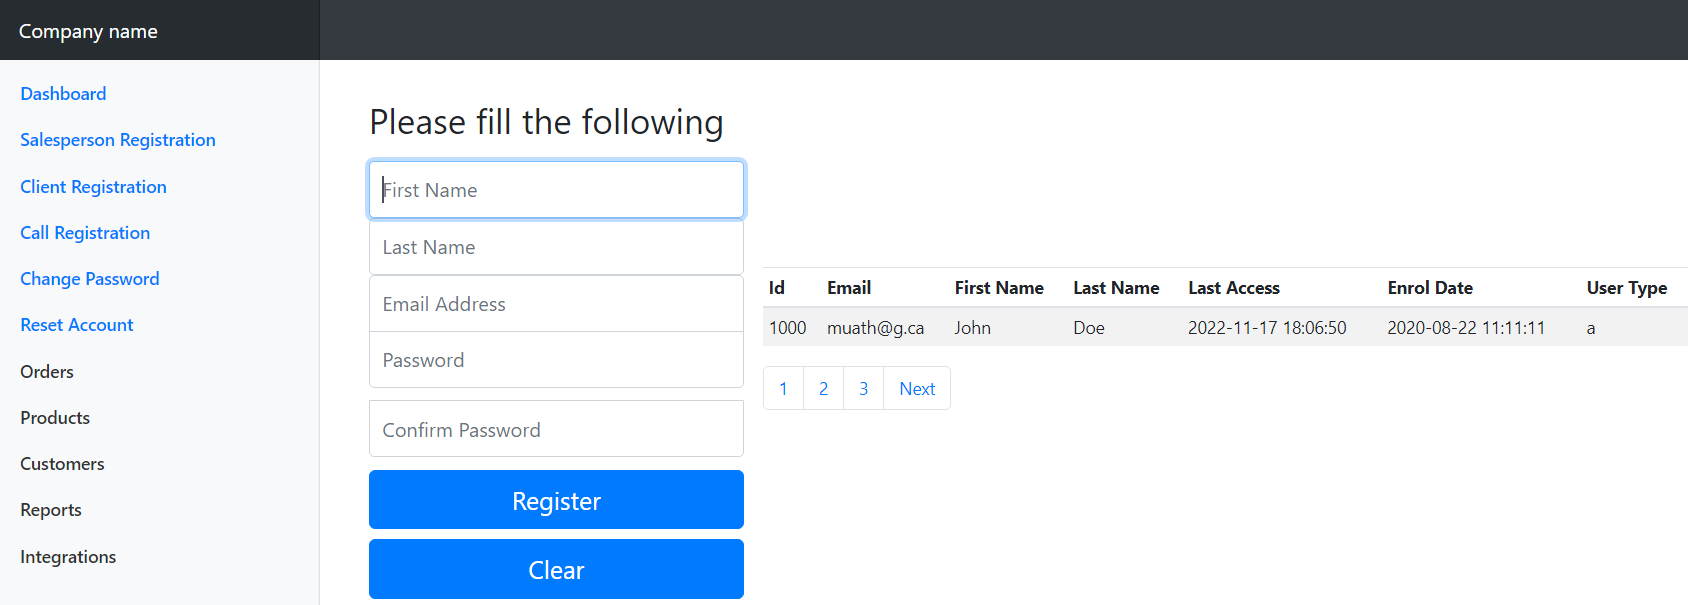 Company name
Dashboard
Salesperson Registration
Client Registration
Call Registration
Change Password
Reset Account
Orders
Products
Customers
Reports
Integrations
Please fill the following
First Name
Last Name
Email Address
Password
Confirm Password
Register
Clear
Id Email First Name Last Name Last Access Enrol Date User Type
1000 muath@g.ca John Doe 2022-11-17 18:06:50 2020-08-22 11:11:11 a
1 2 3 Next